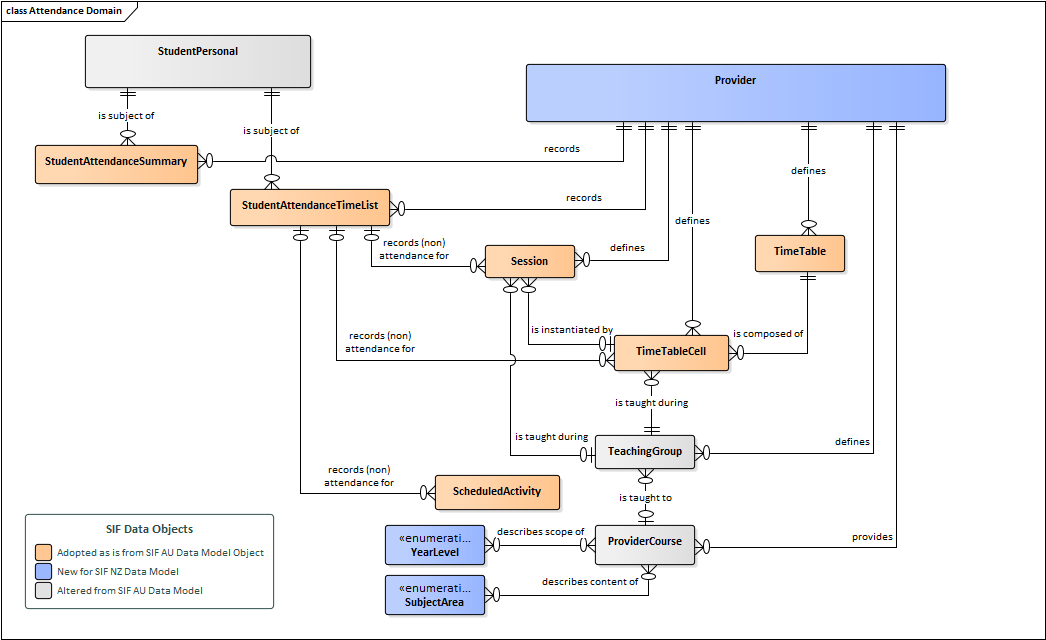 class Attendance Domain
StudentPersonal
Provider
is subject of
is subject of
records
StudentAttendanceSummary
defines
records
StudentAttendanceTimeList
defines
records (non)
attendance for
defines
Session
TimeTable
is instantiated by
records (non)
attendance for
is composed of
TimeTableCell
is taught during
is taught during
defines
TeachingGroup
records (non)
attendance for
ScheduledActivity
is taught to
«enumerati...
YearLevel
describes scope of
ProviderCourse
provides
«enumerati...
SubjectArea
describes content of
SIF Data Objects
Adopted as is from SIF AU Data Model Object
New for SIF NZ Data Model
Altered from SIF AU Data Model